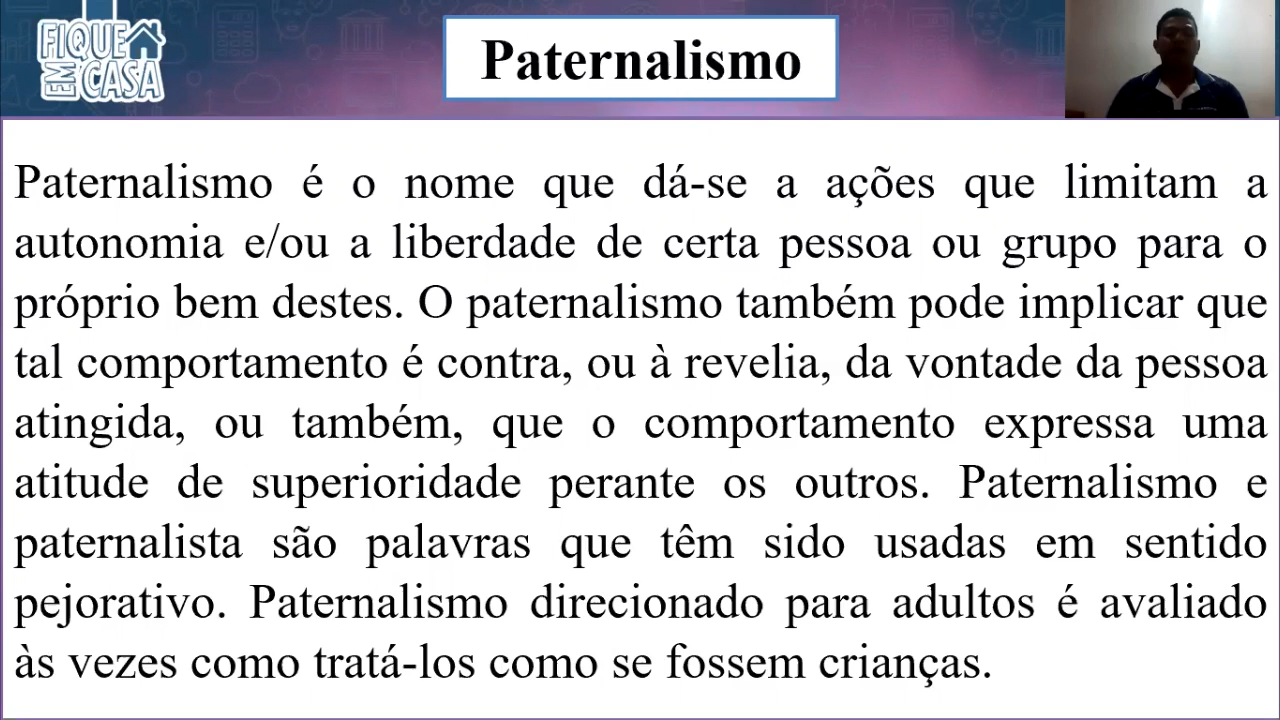 FIQUE
EM CASA
Paternalismo
Paternalismo é o nome que dá-se a ações que limitam a
autonomia e/ou a liberdade de certa pessoa ou grupo para o
próprio bem destes. O paternalismo também pode implicar que
tal comportamento é contra, ou à revelia, da vontade da pessoa
atingida, ou também, que o comportamento expressa uma
atitude de superioridade perante os outros. Paternalismo e
paternalista são palavras que têm sido usadas em sentido
pejorativo. Paternalismo direcionado para adultos é avaliado
às vezes como tratá-los como se fossem crianças.